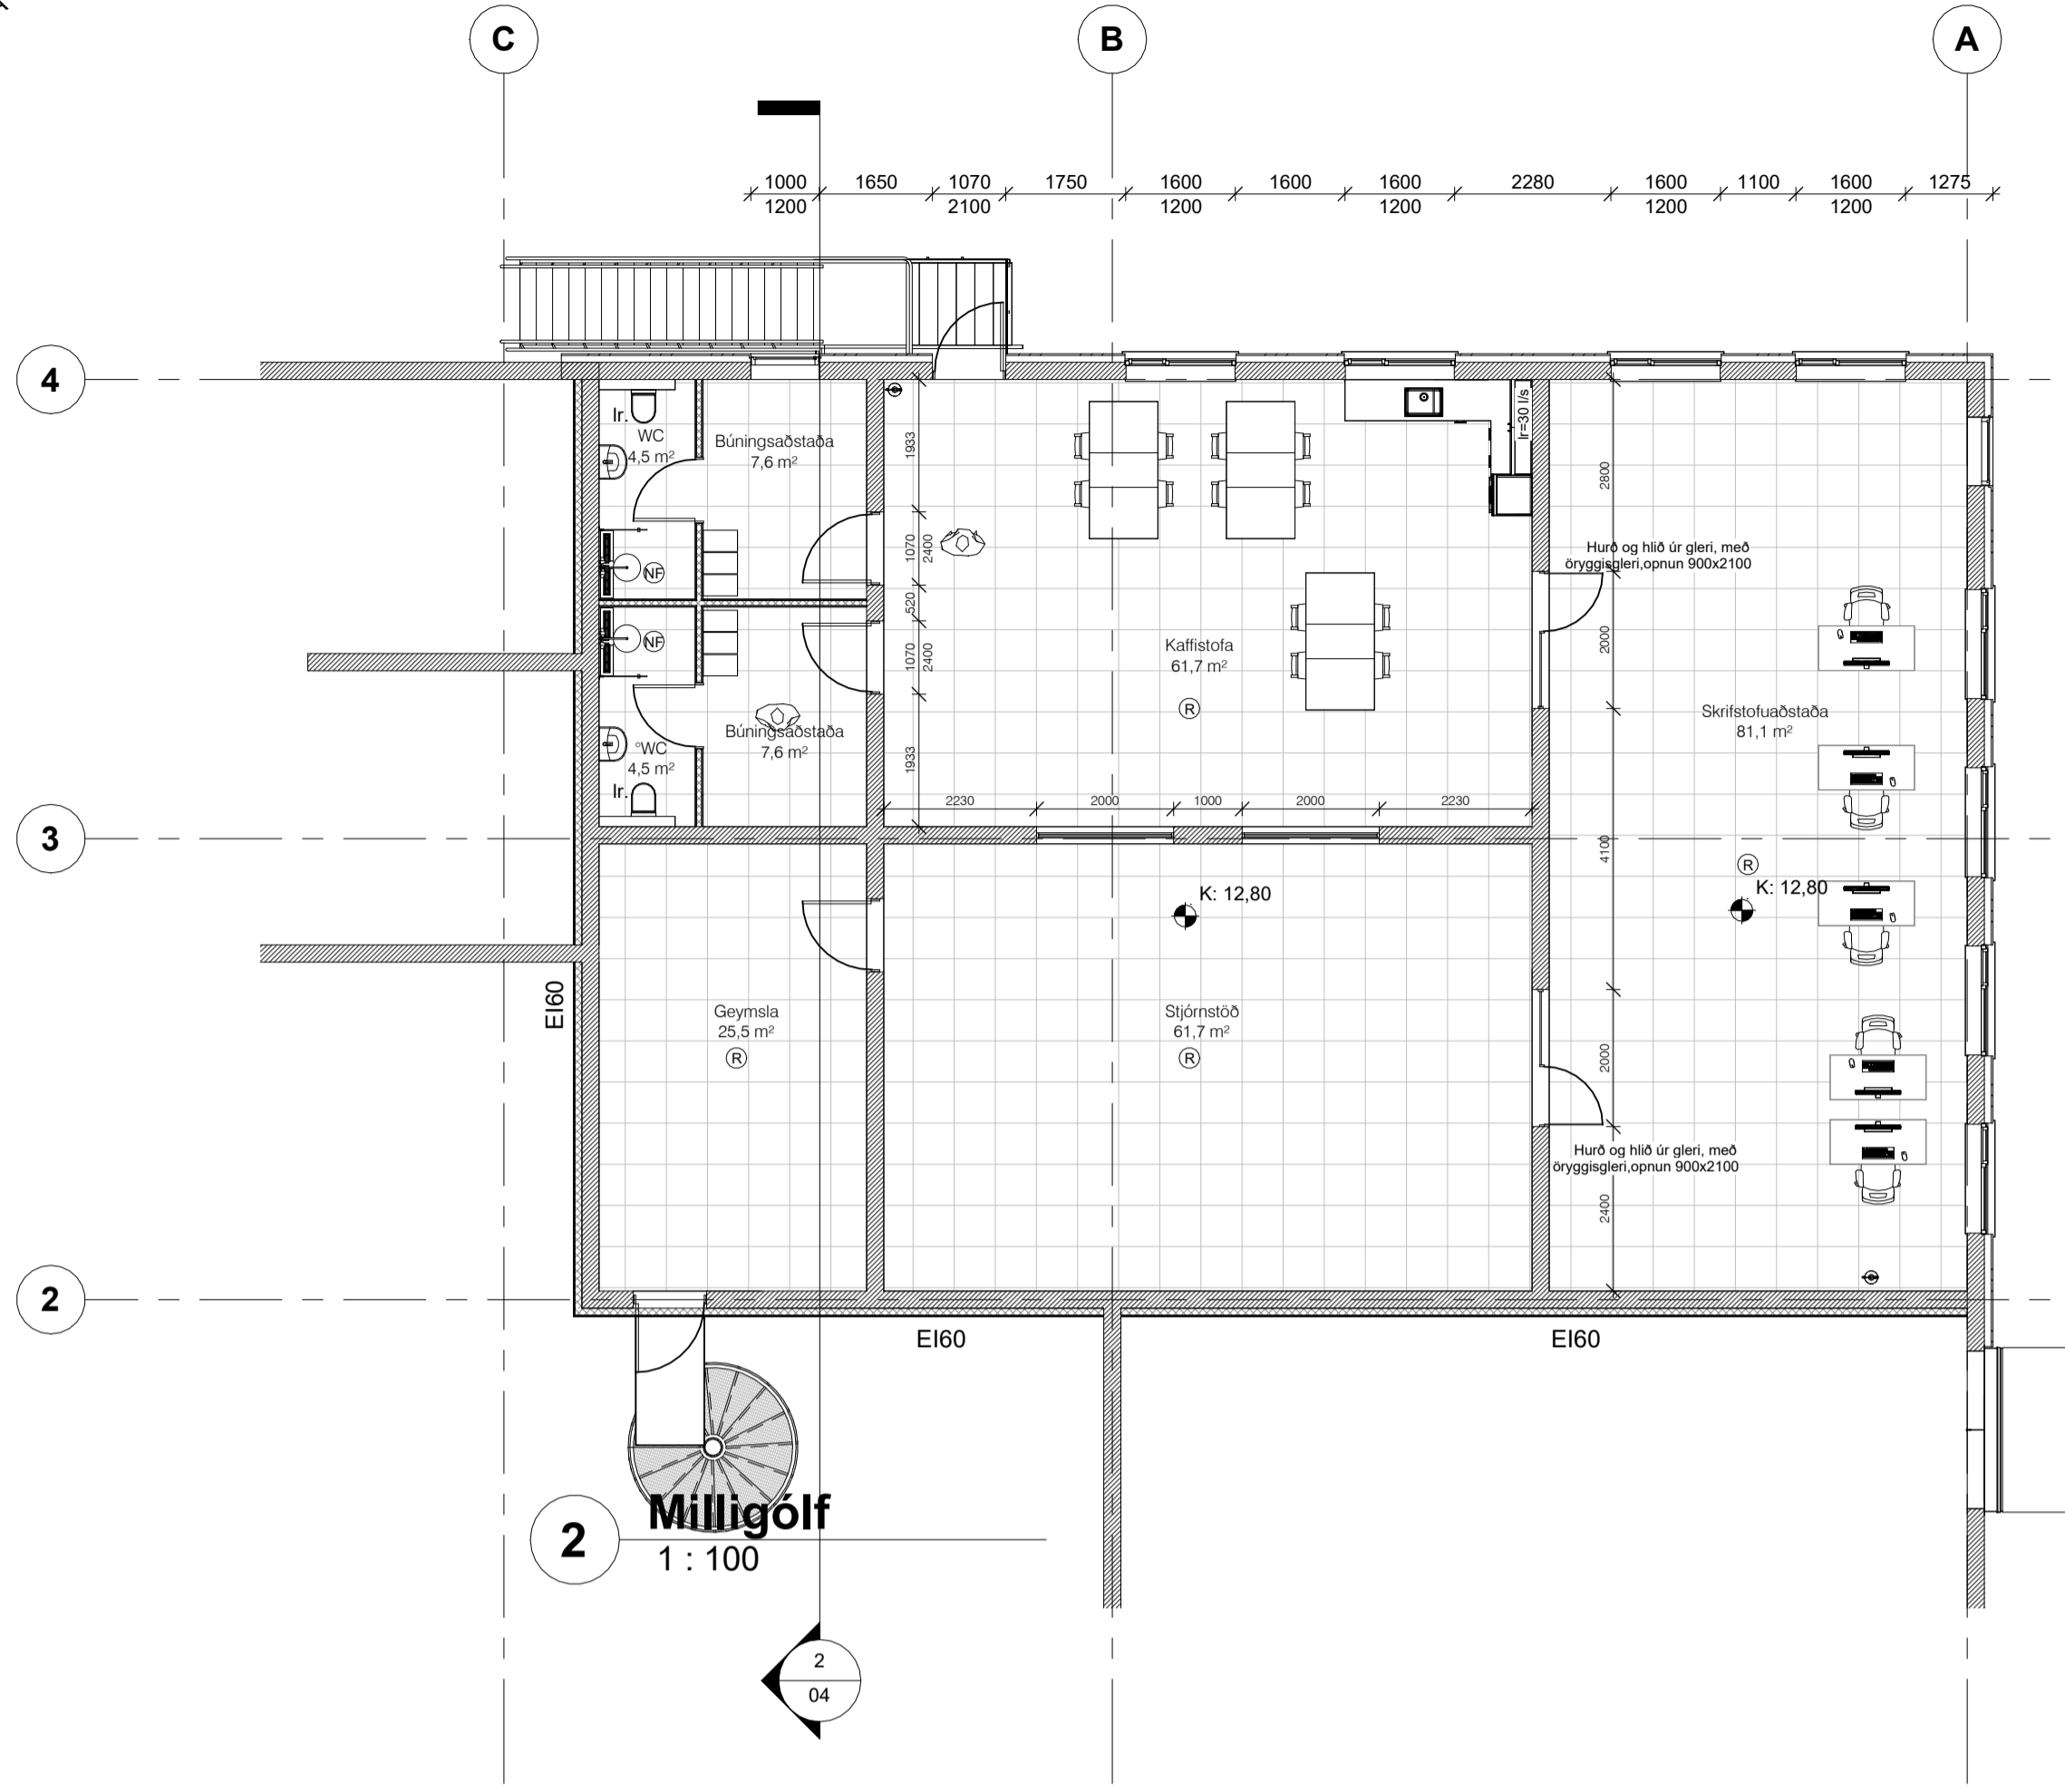 C
B
A
1000
1650
1070
1750
1600
1600
1600
2280
1600
1100
1600
1275
1200
2100
1200
1200
1200
1200
4
Ir.
WC
4,5 m²
Búningsaðstaða
7,6 m²
1933
Ir=30 l/s
2800
Hurð og hlið úr gleri, með
öryggisgleri,opnun 900x2100
1070
2400
NF
520
NF
1070
2400
Kaffistofa
61,7 m²
R
2000
Skrifstofuaðstaða
81,1 m²
Búningsaðstaða
7,6 m²
°WC
4,5 m²
Ir.
1933
2230
2000
1000
2000
2230
3
4100
R
K: 12,80
K: 12,80
EI60
Geymsla
25,5 m²
R
Stjórnstöð
61,7 m²
R
2000
Hurð og hlið úr gleri, með
öryggisgleri,opnun 900x2100
2400
2
EI60
EI60
2
Milligólf
1 : 100
2
04